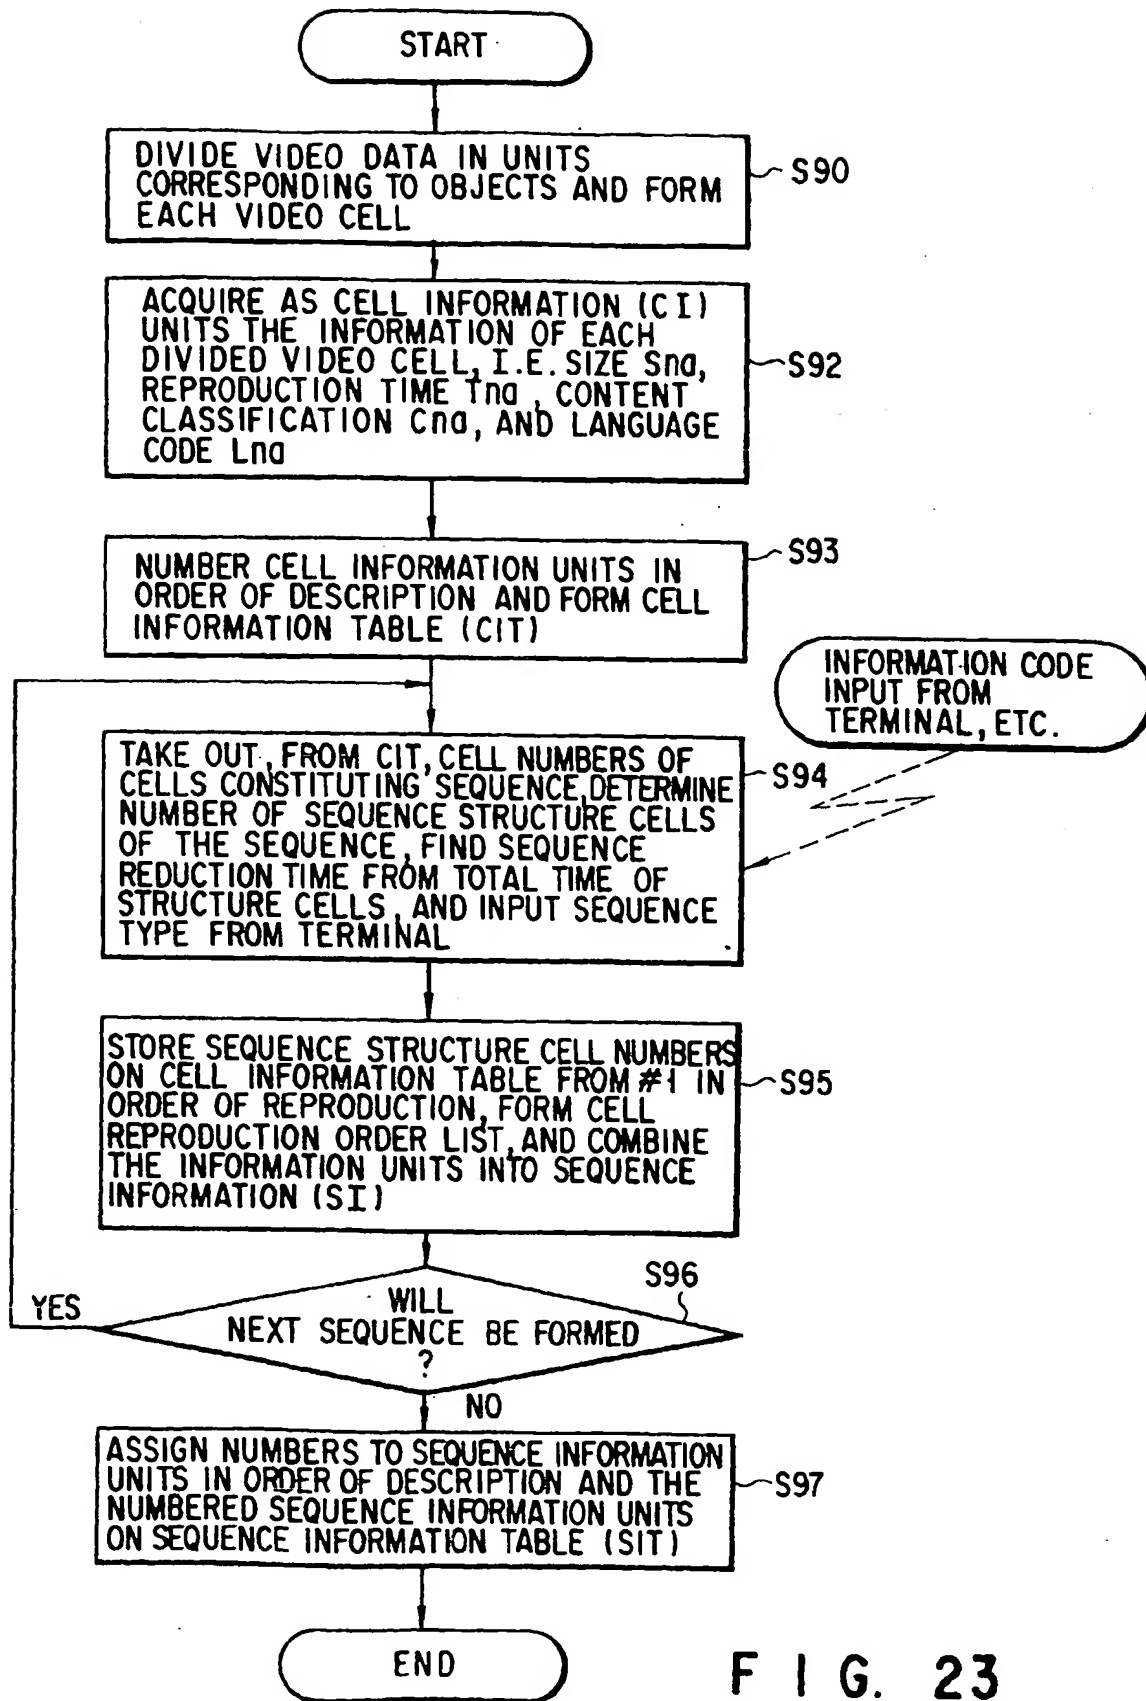 START
DIVIDE VIDEO DATA IN UNITS
CORRESPONDING TO OBJECTS AND FORM
EACH VIDEO CELL
S90
ACQUIRE AS CELL INFORMATION (CI)
UNITS THE INFORMATION OF EACH
DIVIDED VIDEO CELL, I.E. SIZE Sna,
REPRODUCTION TIME Tna, CONTENT
CLASSIFICATION Cna, AND LANGUAGE
CODE Lna
S92
NUMBER CELL INFORMATION UNITS IN
ORDER OF DESCRIPTION AND FORM CELL
INFORMATION TABLE (CIT)
S93
INFORMATION CODE
INPUT FROM
TERMINAL, ETC.
TAKE OUT, FROM CIT, CELL NUMBERS OF
CELLS CONSTITUTING SEQUENCE, DETERMINE
NUMBER OF SEQUENCE STRUCTURE CELLS
OF THE SEQUENCE, FIND SEQUENCE
REDUCTION TIME FROM TOTAL TIME OF
STRUCTURE CELLS, AND INPUT SEQUENCE
TYPE FROM TERMINAL
S94
STORE SEQUENCE STRUCTURE CELL NUMBERS
ON CELL INFORMATION TABLE FROM #1 IN
ORDER OF REPRODUCTION, FORM CELL
REPRODUCTION ORDER LIST, AND COMBINE
THE INFORMATION UNITS INTO SEQUENCE
INFORMATION (SI)
S95
S96
YES
WILL
NEXT SEQUENCE BE FORMED
?
NO
ASSIGN NUMBERS TO SEQUENCE INFORMATION
UNITS IN ORDER OF DESCRIPTION AND THE
NUMBERED SEQUENCE INFORMATION UNITS
ON SEQUENCE INFORMATION TABLE (SIT)
S97
END
FIG. 23